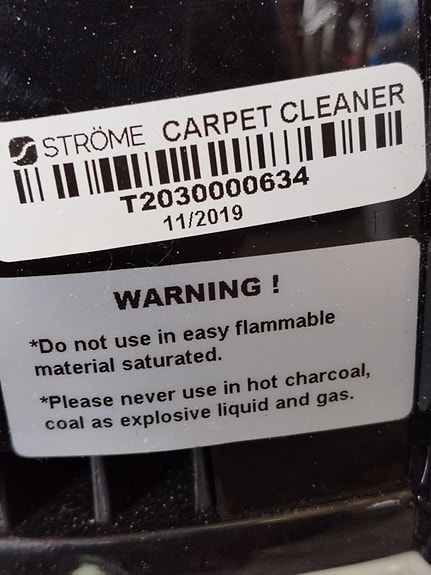 STRÖME CARPET CLEANER
T2030000634
11/2019
WARNING !
*Do not use in easy flammable
material saturated.
*Please never use in hot charcoal,
coal as explosive liquid and gas.